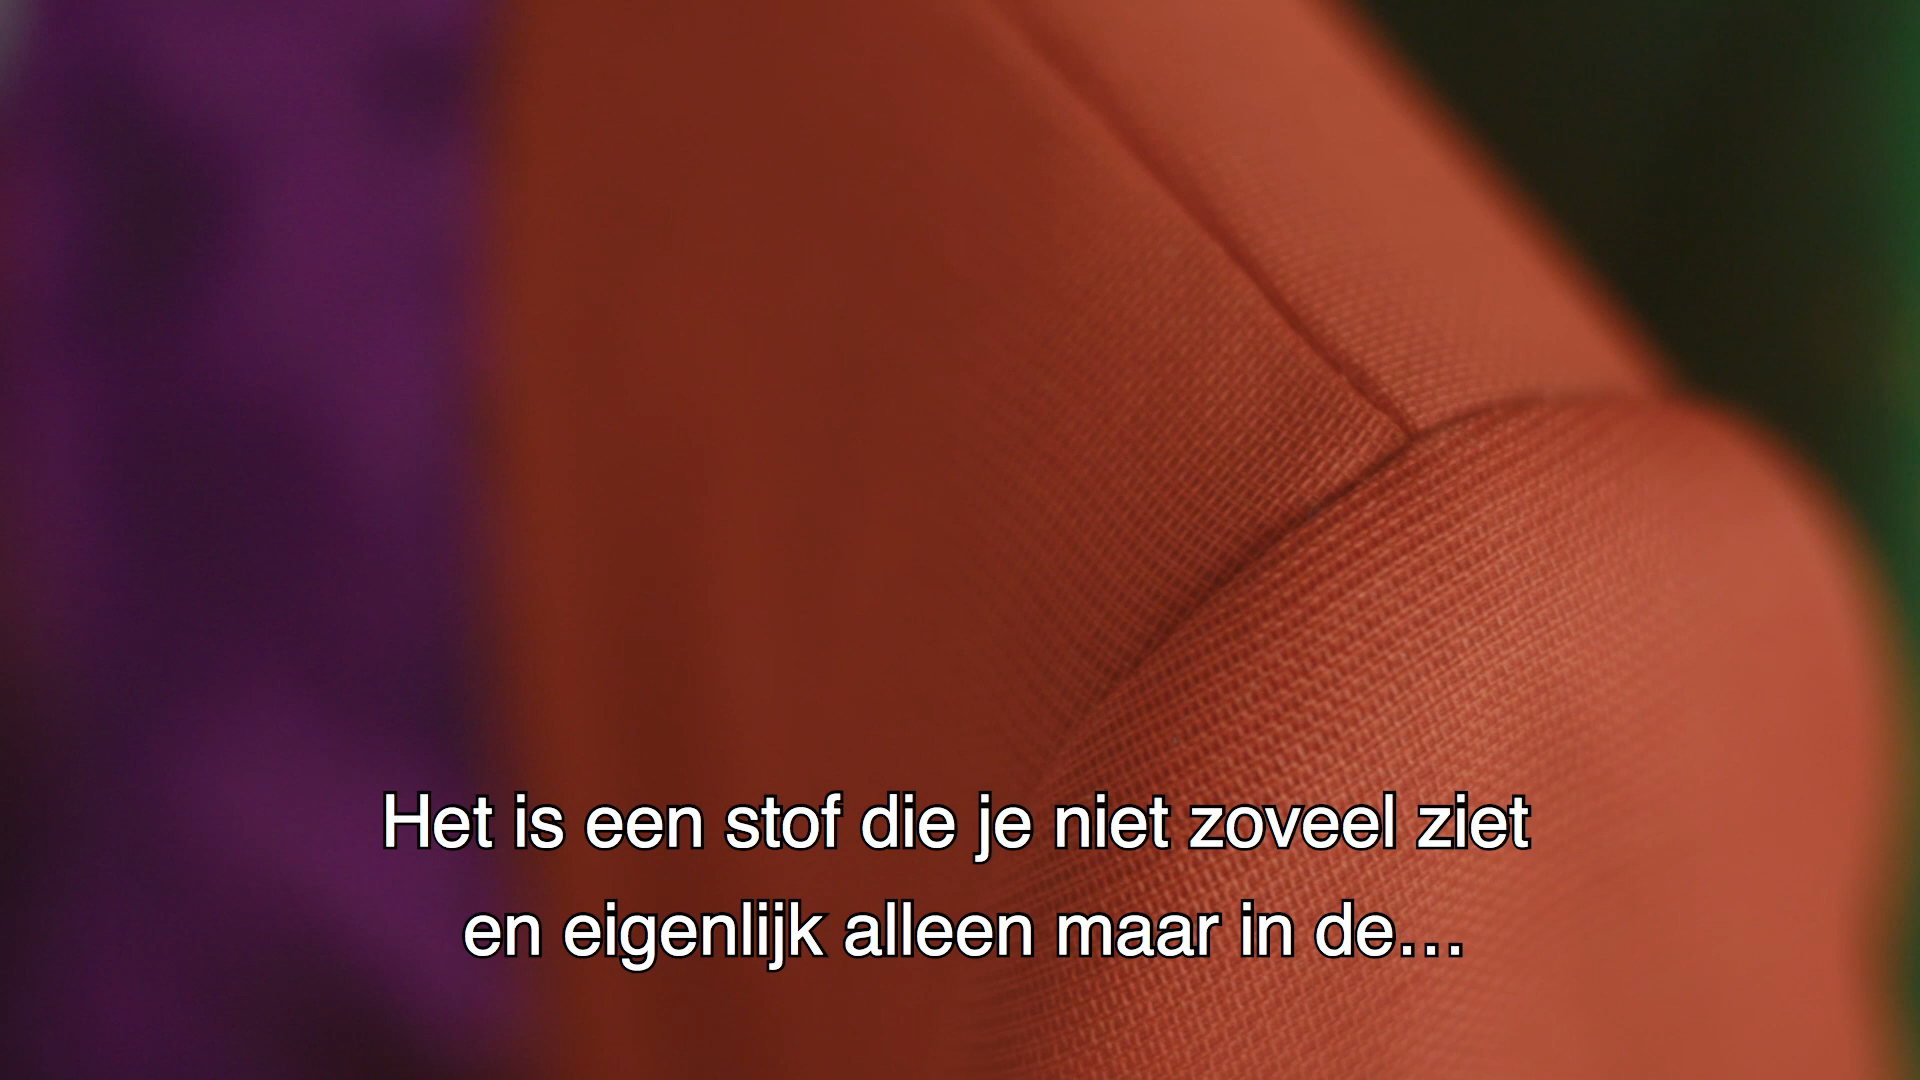 Het is een stof die je niet zoveel ziet
en eigenlijk alleen maar in de...